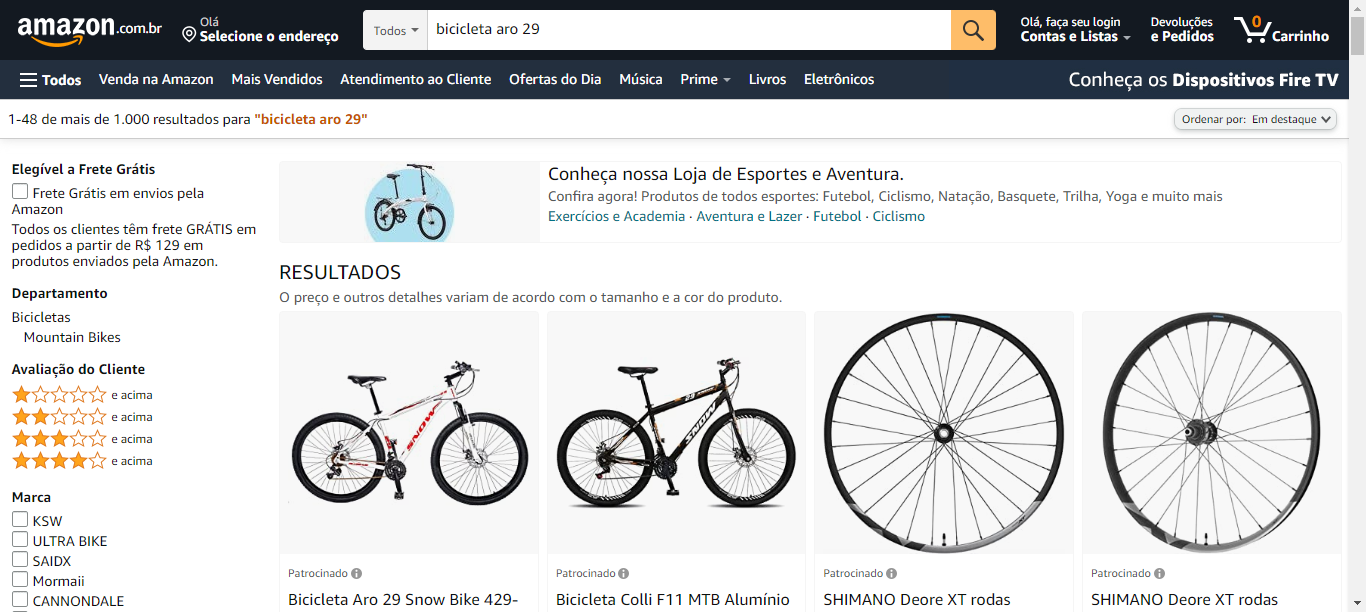 amazon.com.br
Olá
Selecione o endereço
Todos
bicicleta aro 29
Olá, faça seu login
Contas e Listas
Devoluções
e Pedidos
0
Carrinho
Todos
Venda na Amazon
Mais Vendidos
Atendimento ao Cliente
Ofertas do Dia
Música
Prime
Livros
Eletrônicos
Conheça os Dispositivos Fire TV
1-48 de mais de 1.000 resultados para "bicicleta aro 29"
Ordenar por: Em destaque
Elegível a Frete Grátis
Frete Grátis em envios pela
Amazon
Todos os clientes têm frete GRÁTIS em
pedidos a partir de R$ 129 em
produtos enviados pela Amazon.
Departamento
Bicicletas
Mountain Bikes
Avaliação do Cliente
e acima
e acima
e acima
e acima
Marca
KSW
ULTRA BIKE
SAIDX
Mormaii
CANNONDALE
Conheça nossa Loja de Esportes e Aventura.
Confira agora! Produtos de todos esportes: Futebol, Ciclismo, Natação, Basquete, Trilha, Yoga e muito mais
Exercícios e Academia · Aventura e Lazer · Futebol · Ciclismo
RESULTADOS
O preço e outros detalhes variam de acordo com o tamanho e a cor do produto.
SNOW
29
SNOW
Patrocinado
Bicicleta Aro 29 Snow Bike 429-
Patrocinado
Bicicleta Colli F11 MTB Alumínio
Patrocinado
SHIMANO Deore XT rodas
Patrocinado
SHIMANO Deore XT rodas